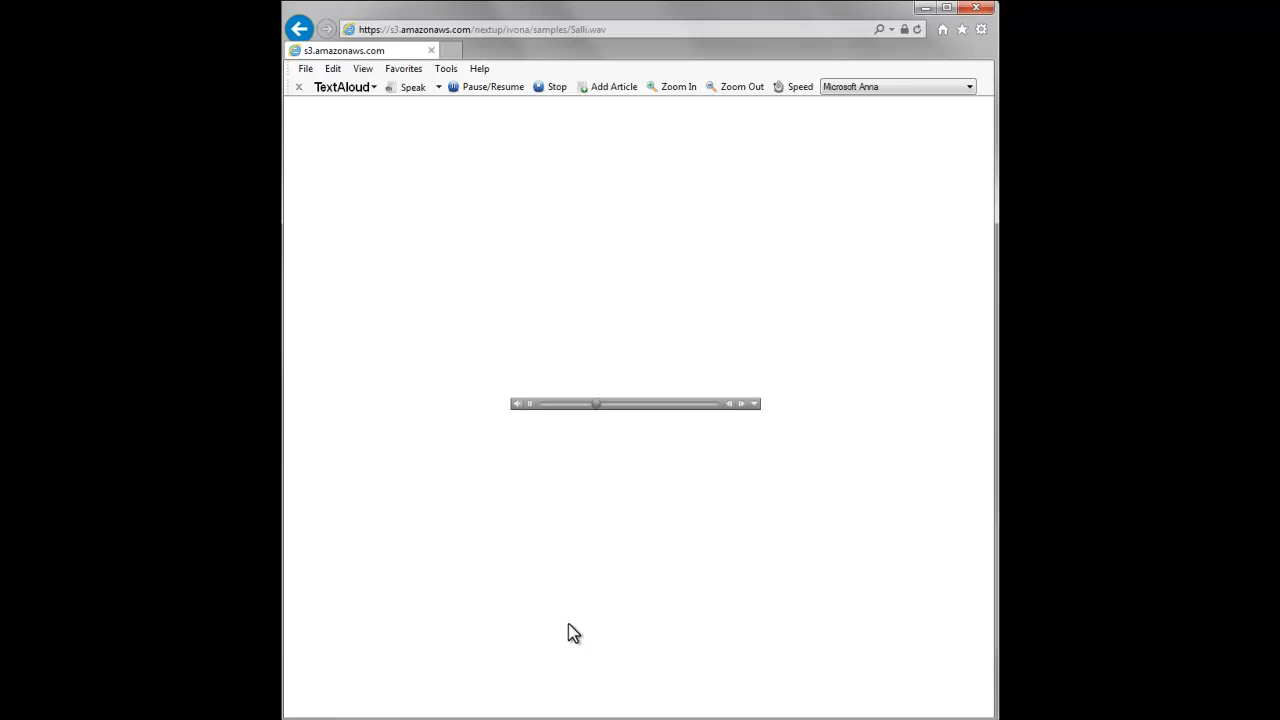 https://s3.amazonaws.com/nextup/ivona/samples/Salli.wav
s3.amazonaws.com
File Edit View Favorites Tools Help
TextAloud Speak Pause/Resume Stop Add Article Zoom In Zoom Out Speed Microsoft Anna